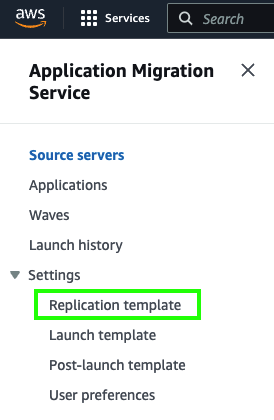 aws
Services
Search
Application Migration
Service
Source servers
Applications
Waves
Launch history
Settings
Replication template
Launch template
Post-launch template
User preferences